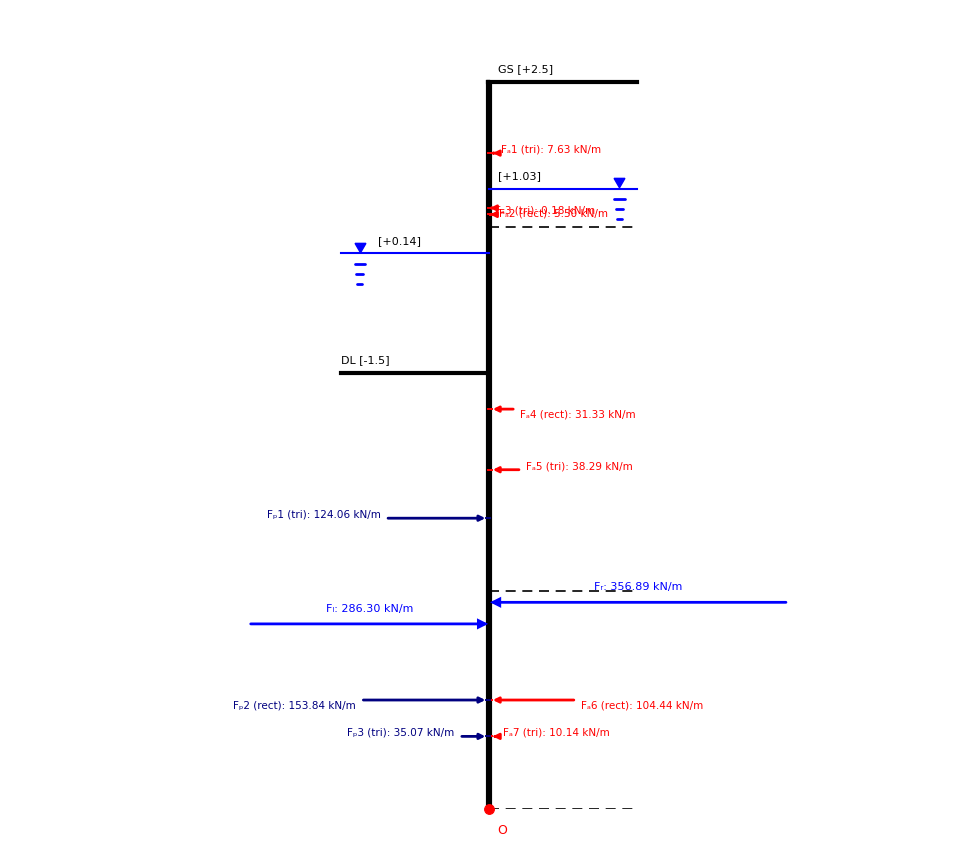 GS [+2.5]
Fₐ1 (tri): 7.63 kN/m
[+1.03]
Fₐ3 (tri): 0.18 kN/m
Fₐ2 (rect): 5.50 kN/m
[+0.14]
DL [-1.5]
Fₐ4 (rect): 31.33 kN/m
Fₐ5 (tri): 38.29 kN/m
Fₚ1 (tri): 124.06 kN/m
Fᵣ: 356.89 kN/m
Fₗ: 286.30 kN/m
Fₚ2 (rect): 153.84 kN/m
Fₐ6 (rect): 104.44 kN/m
Fₚ3 (tri): 35.07 kN/m
Fₐ7 (tri): 10.14 kN/m
O